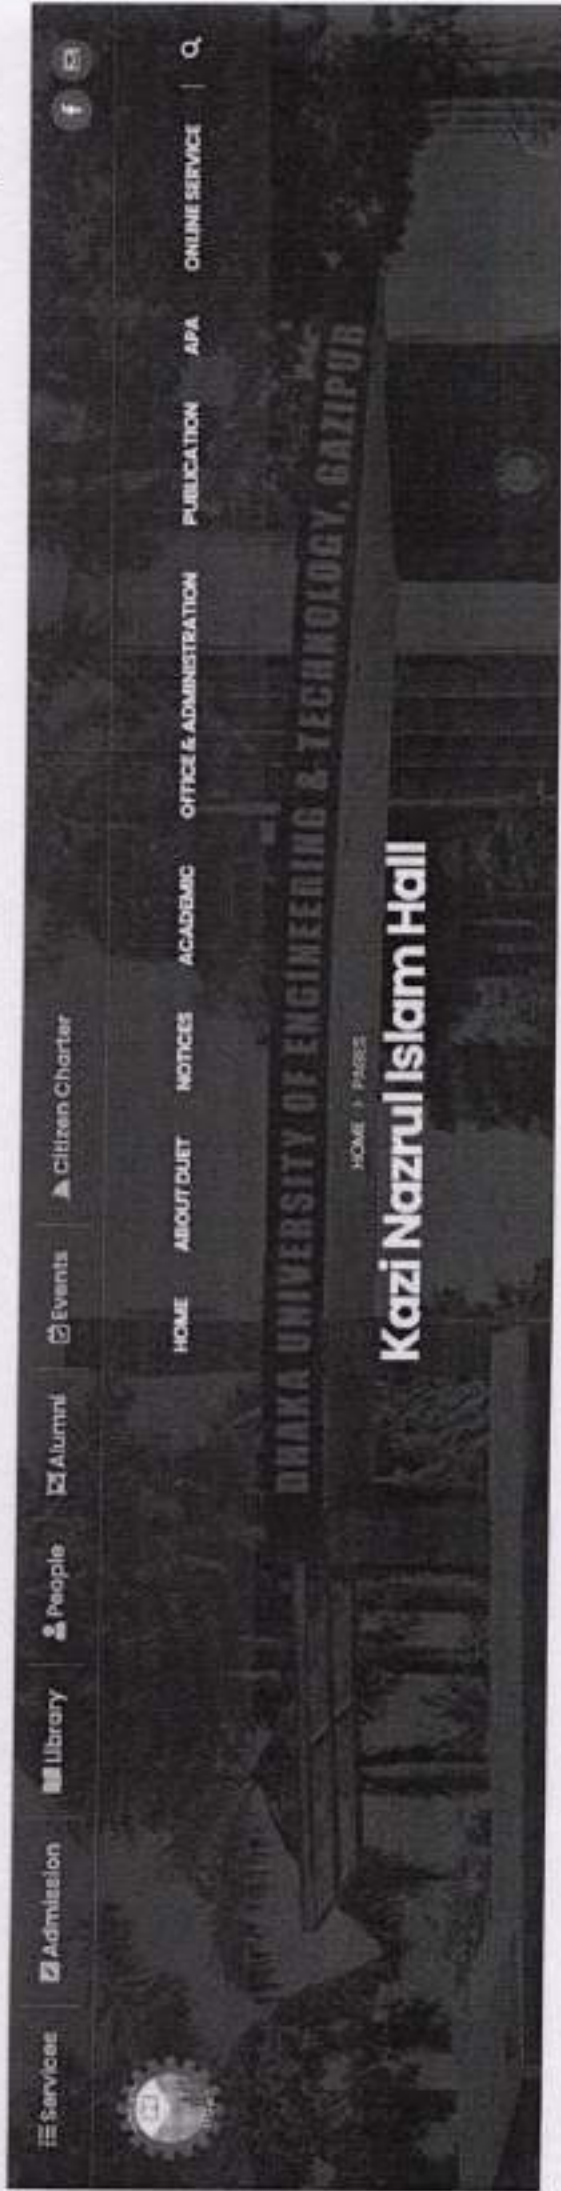 Services Admission Library People Alumni Events Citizen Charter
HOME ABOUT DUET NOTICES ACADEMIC OFFICE & ADMINISTRATION PUBLICATION APA ONLINE SERVICE
DHAKA UNIVERSITY OF ENGINEERING & TECHNOLOGY, GAZIPUR
HOME > PAGES
Kazi Nazrul Islam Hall